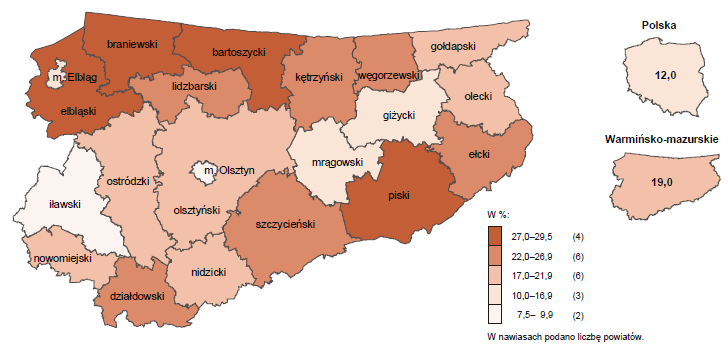 Polska
12,0
Warmińsko-mazurskie
19,0
braniewski
bartoszycki
gołdapski
m. Elbląg
lidzbarski
kętrzyński
węgorzewski
elbląski
giżycki
olecki
ełcki
mrągowski
m. Olsztyn
ostródzki
iławski
olsztyński
piski
szczycieński
nowomiejski
nidzicki
działdowski
W %:
27,0–29,5 (4)
22,0–26,9 (6)
17,0–21,9 (6)
10,0–16,9 (3)
7,5– 9,9 (2)
W nawiasach podano liczbę powiatów.